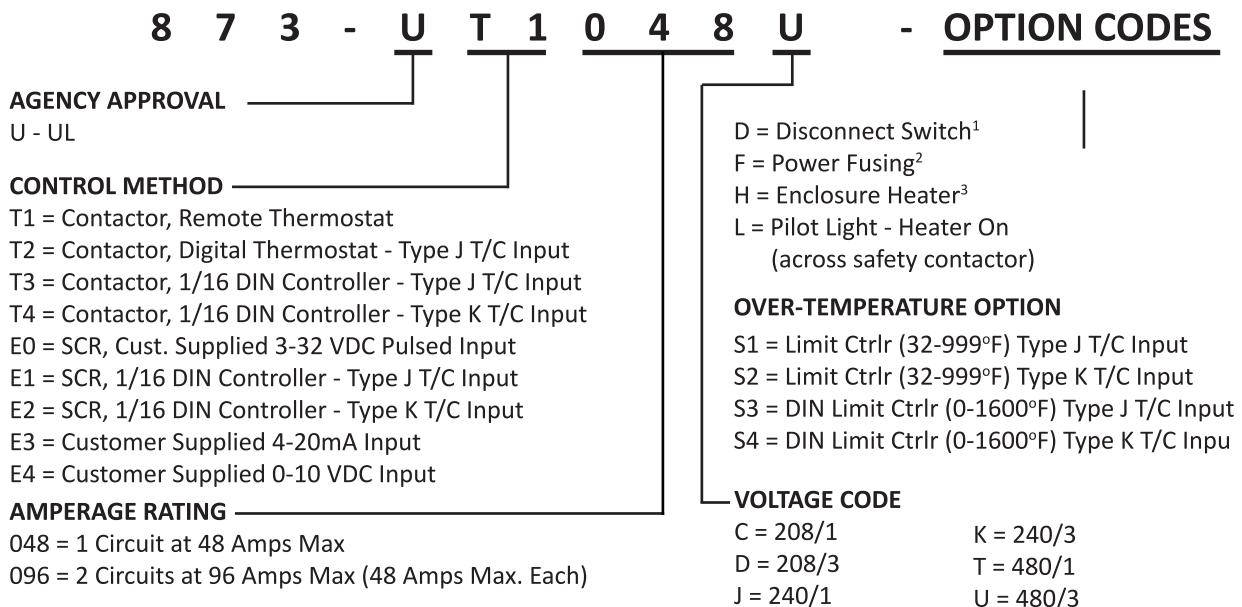 8 7 3 - U T 1 0 4 8 U - OPTION CODES
AGENCY APPROVAL
U - UL
CONTROL METHOD
T1 = Contactor, Remote Thermostat
T2 = Contactor, Digital Thermostat - Type J T/C Input
T3 = Contactor, 1/16 DIN Controller - Type J T/C Input
T4 = Contactor, 1/16 DIN Controller - Type K T/C Input
E0 = SCR, Cust. Supplied 3-32 VDC Pulsed Input
E1 = SCR, 1/16 DIN Controller - Type J T/C Input
E2 = SCR, 1/16 DIN Controller - Type K T/C Input
E3 = Customer Supplied 4-20mA Input
E4 = Customer Supplied 0-10 VDC Input
AMPERAGE RATING
048 = 1 Circuit at 48 Amps Max
096 = 2 Circuits at 96 Amps Max (48 Amps Max. Each)
D = Disconnect Switch¹
F = Power Fusing²
H = Enclosure Heater³
L = Pilot Light - Heater On
(across safety contactor)
OVER-TEMPERATURE OPTION
S1 = Limit Ctrlr (32-999°F) Type J T/C Input
S2 = Limit Ctrlr (32-999°F) Type K T/C Input
S3 = DIN Limit Ctrlr (0-1600°F) Type J T/C Input
S4 = DIN Limit Ctrlr (0-1600°F) Type K T/C Inpu
VOLTAGE CODE
C = 208/1
D = 208/3
J = 240/1
K = 240/3
T = 480/1
U = 480/3